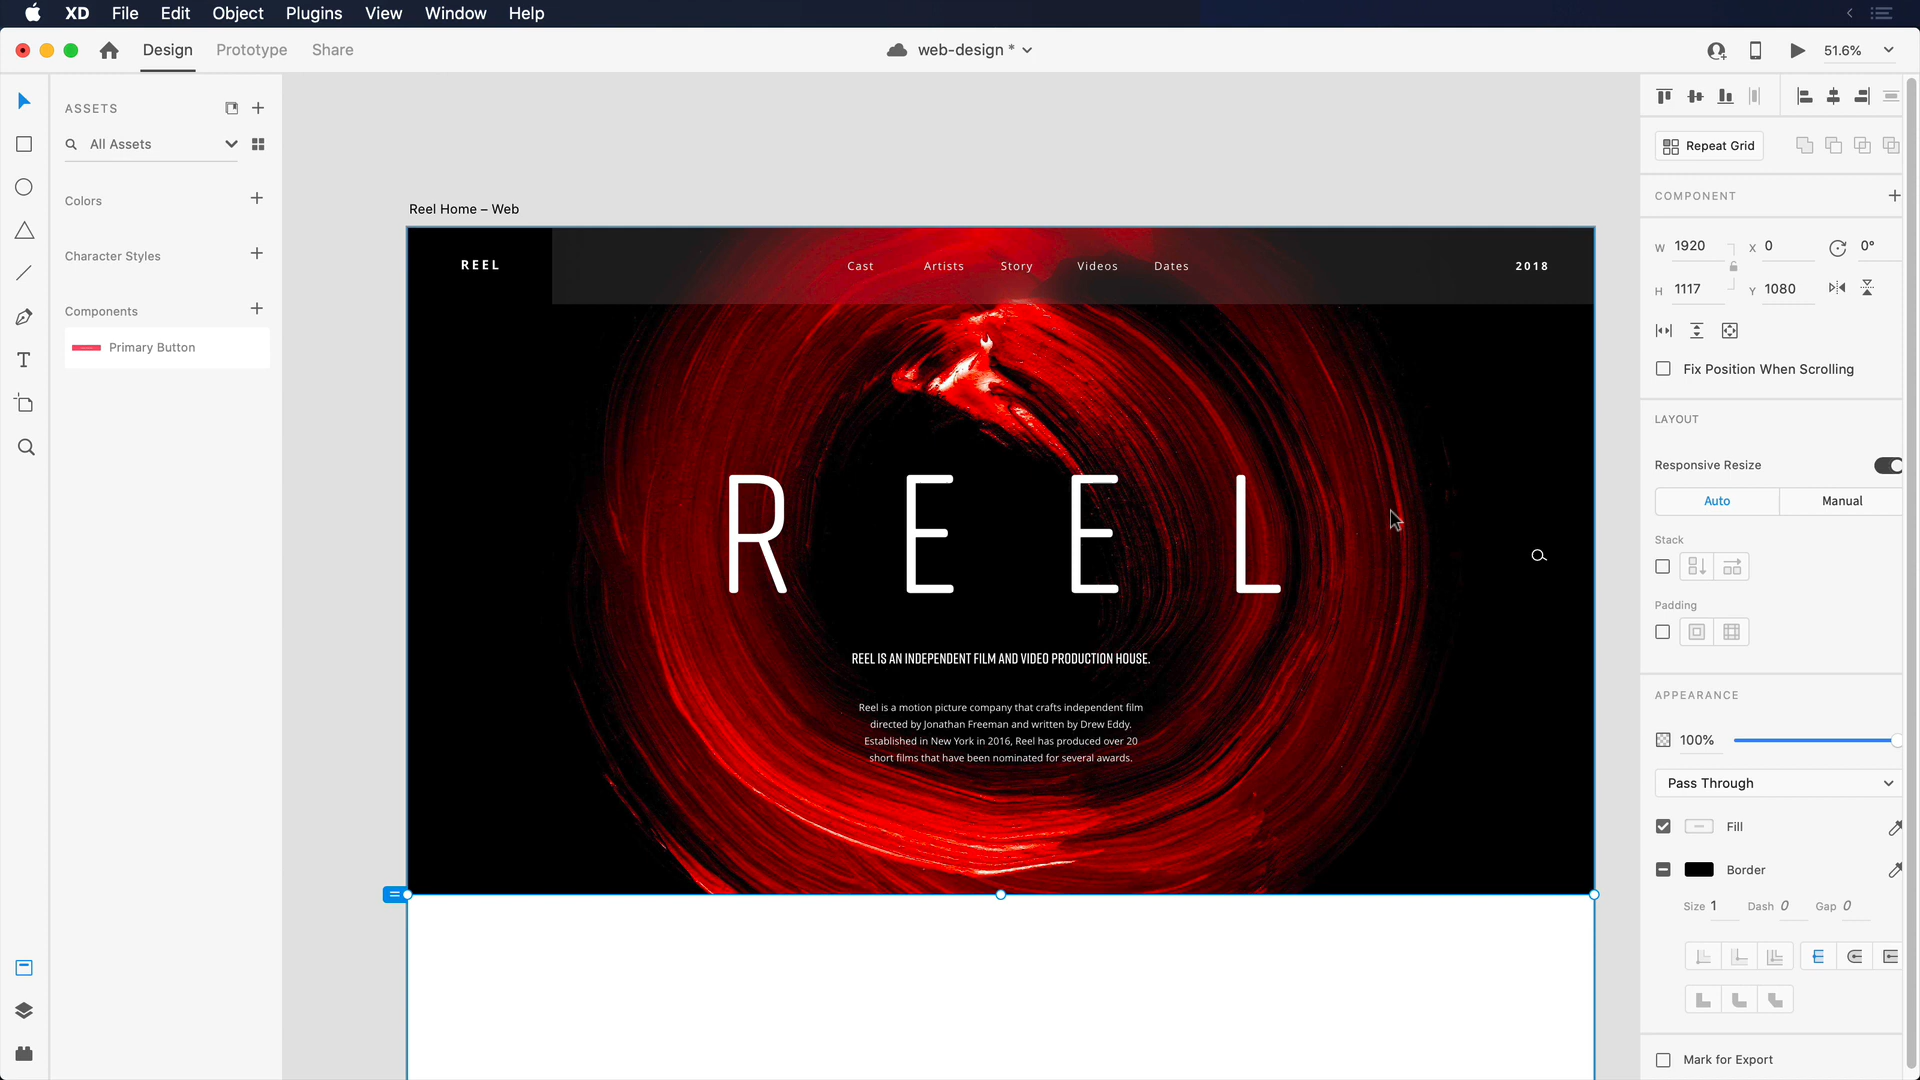 XD File Edit Object Plugins View Window Help
Design Prototype Share
web-design *
51.6%
ASSETS
All Assets
Colors
Character Styles
Components
Primary Button
Reel Home – Web
REEL
Cast Artists Story Videos Dates
2018
REEL
REEL IS AN INDEPENDENT FILM AND VIDEO PRODUCTION HOUSE.
Reel is a motion picture company that crafts independent film
directed by Jonathan Freeman and written by Drew Eddy.
Established in New York in 2016, Reel has produced over 20
short films that have been nominated for several awards.
Repeat Grid
COMPONENT
W 1920 X 0 0°
H 1117 Y 1080
Fix Position When Scrolling
LAYOUT
Responsive Resize
Auto Manual
Stack
Padding
APPEARANCE
100%
Pass Through
Fill
Border
Size 1 Dash 0 Gap 0
Mark for Export